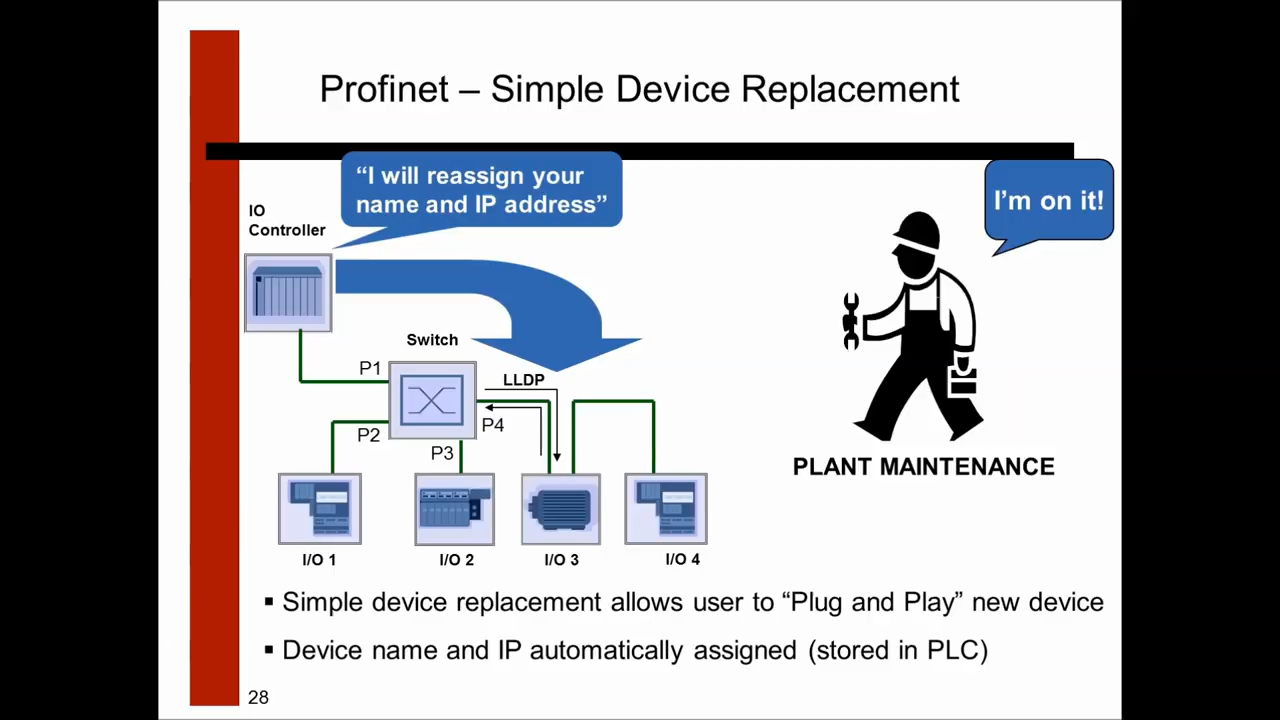 Profinet – Simple Device Replacement
“I will reassign your
name and IP address”
I’m on it!
IO
Controller
Switch
P1
LLDP
P2
P4
P3
PLANT MAINTENANCE
I/O 1
I/O 2
I/O 3
I/O 4
▪ Simple device replacement allows user to “Plug and Play” new device
▪ Device name and IP automatically assigned (stored in PLC)
28